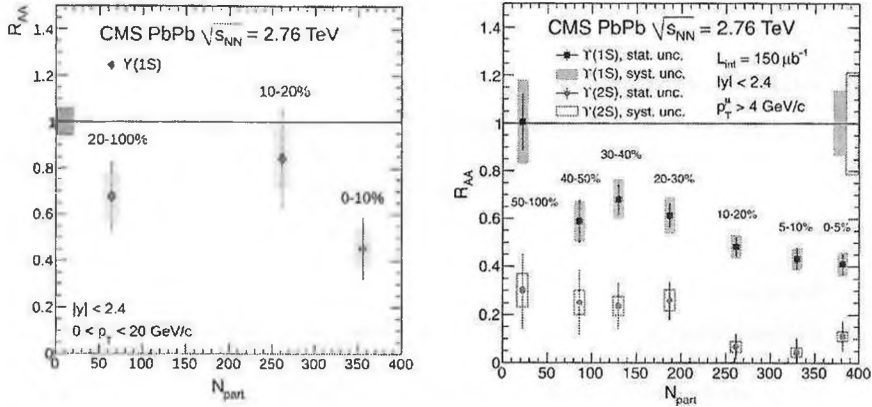 CMS PbPb √sNN = 2.76 TeV
ϒ(1S)
10-20%
20-100%
0-10%
|y| < 2.4
0 < pT < 20 GeV/c
RAA
1.4
1.2
1
0.8
0.6
0.4
0.2
0
0 50 100 150 200 250 300 350 400
Npart
CMS PbPb √sNN = 2.76 TeV
ϒ(1S), stat. unc.
ϒ(1S), syst. unc.
ϒ(2S), stat. unc.
ϒ(2S), syst. unc.
Lint = 150 μb-1
|y| < 2.4
pTμ > 4 GeV/c
50-100%
40-50%
30-40%
20-30%
10-20%
5-10%
0-5%
RAA
1.4
1.2
1
0.8
0.6
0.4
0.2
0
0 50 100 150 200 250 300 350 400
Npart